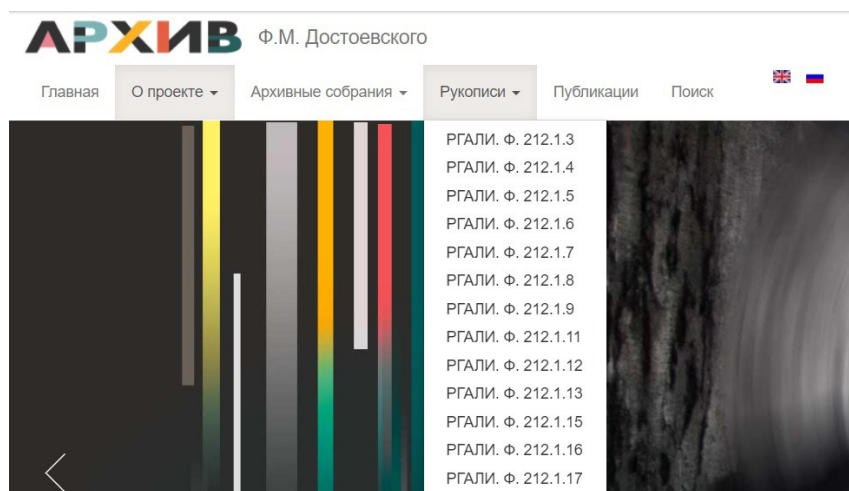 АРХИВ Ф.М. Достоевского
Главная О проекте Архивные собрания Рукописи Публикации Поиск
РГАЛИ. Ф. 212.1.3
РГАЛИ. Ф. 212.1.4
РГАЛИ. Ф. 212.1.5
РГАЛИ. Ф. 212.1.6
РГАЛИ. Ф. 212.1.7
РГАЛИ. Ф. 212.1.8
РГАЛИ. Ф. 212.1.9
РГАЛИ. Ф. 212.1.11
РГАЛИ. Ф. 212.1.12
РГАЛИ. Ф. 212.1.13
РГАЛИ. Ф. 212.1.15
РГАЛИ. Ф. 212.1.16
РГАЛИ. Ф. 212.1.17